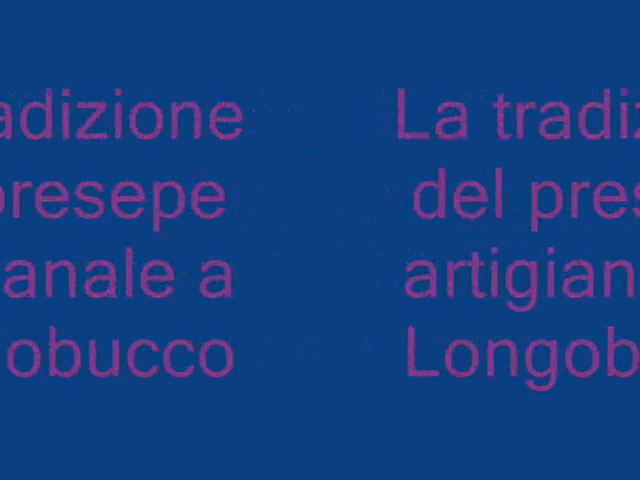 adizione
presepe
anale a
obucco
La tradiz
del pres
artigian
Longob